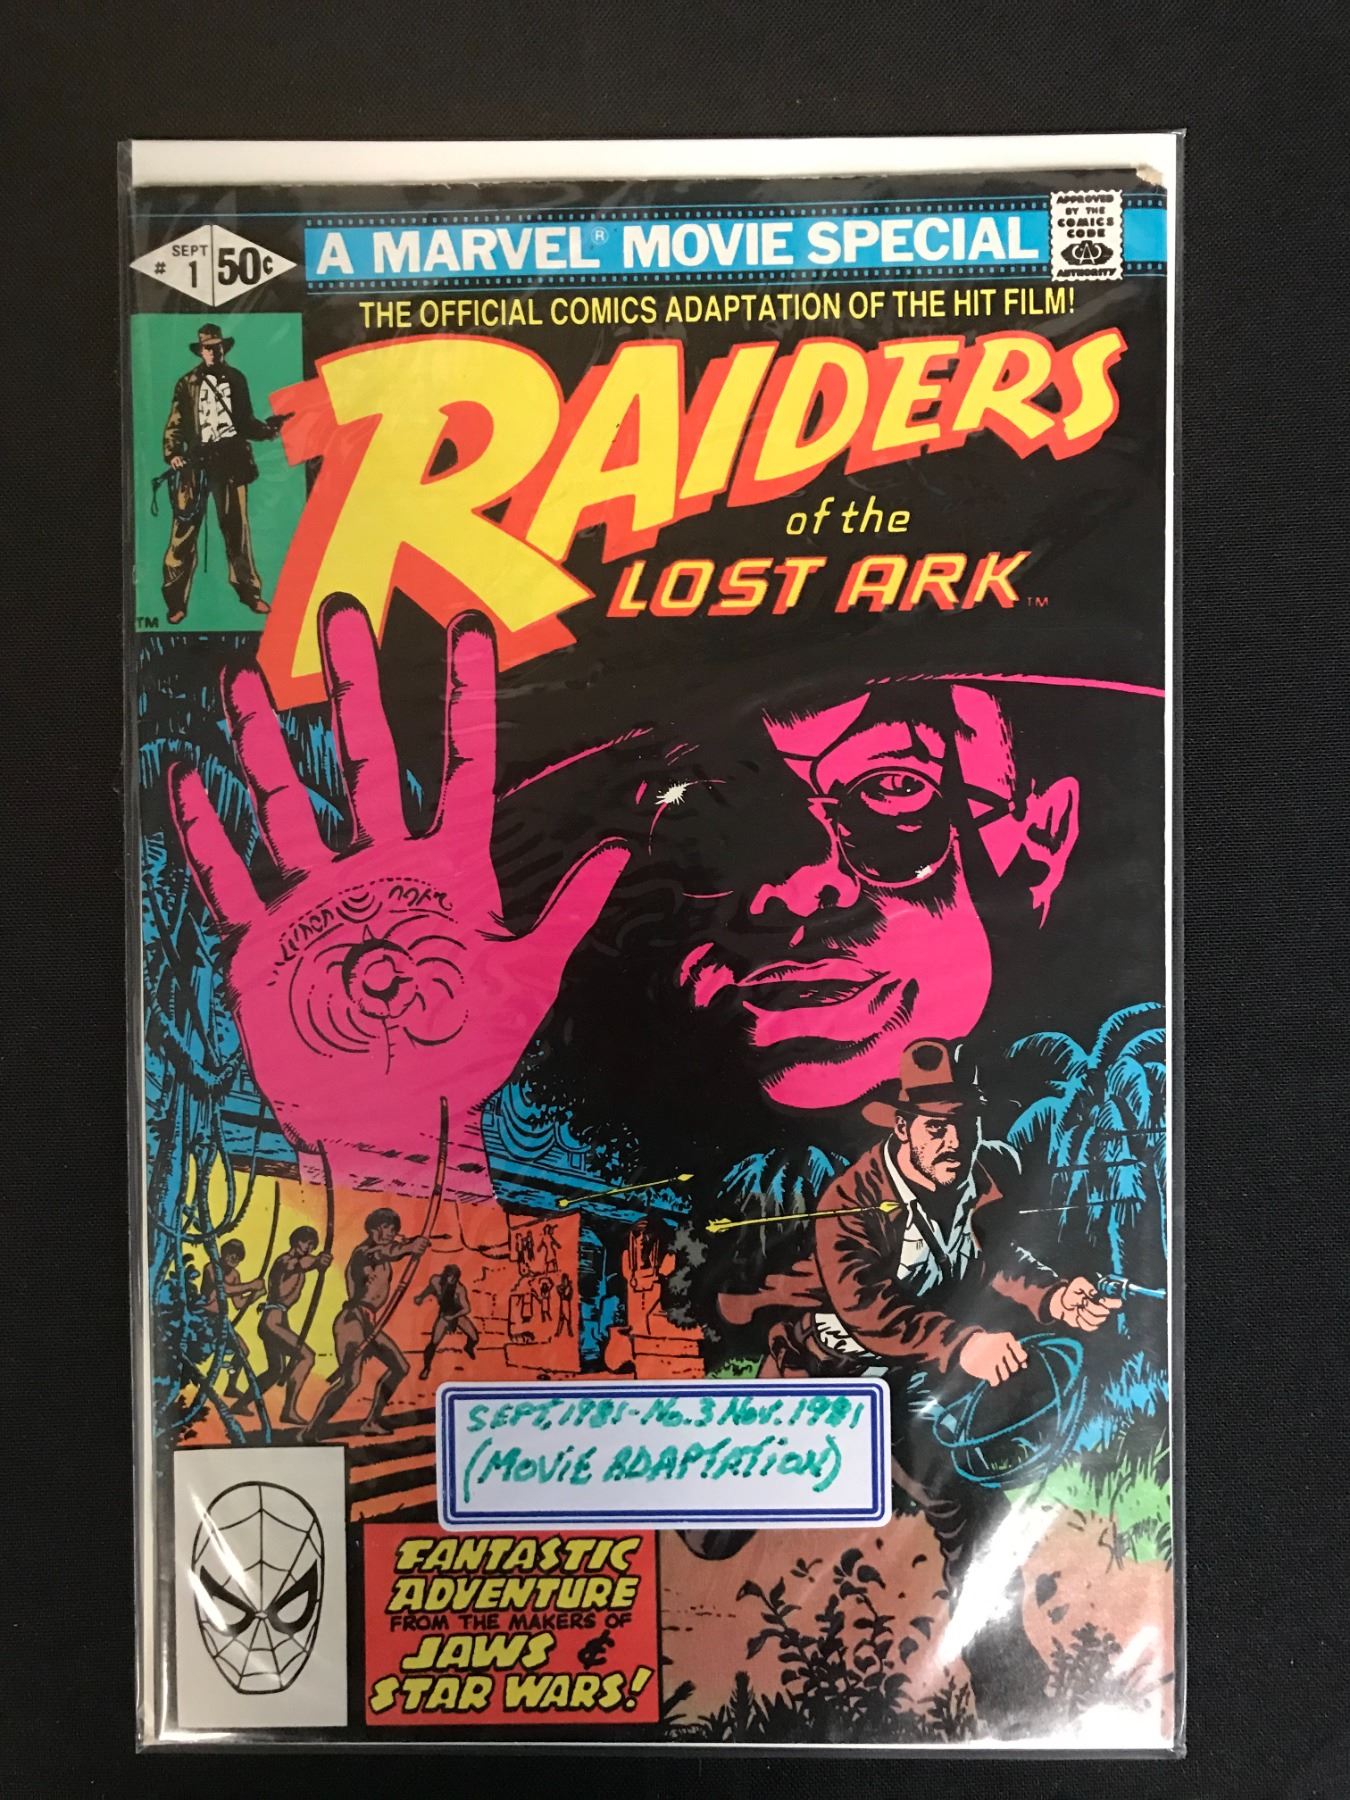 SEPT
# 1
50¢
A MARVEL® MOVIE SPECIAL
APPROVED
BY THE
COMICS
CODE
CA
AUTHORITY
THE OFFICIAL COMICS ADAPTATION OF THE HIT FILM!
RAIDERS
of the
LOST ARK™
TM
SEPT, 1981 - No. 3 Nov. 1981
(MOVIE ADAPTATION)
FANTASTIC
ADVENTURE
FROM THE MAKERS OF
JAWS &
STAR WARS!